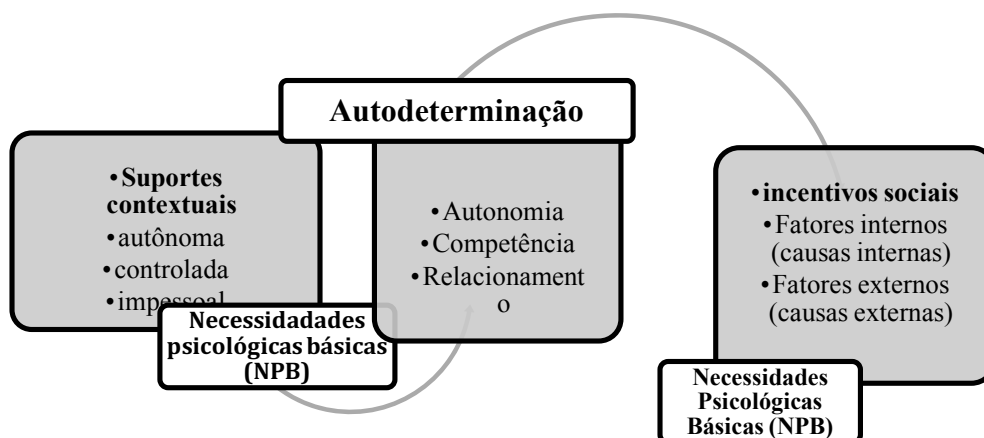 Autodeterminação
•Suportes
contextuais
•autônoma
•controlada
•impessoal
Necessidadades
psicológicas básicas
(NPB)
•Autonomia
•Competência
•Relacionament
o
•incentivos sociais
•Fatores internos
(causas internas)
•Fatores externos
(causas externas)
Necessidades
Psicológicas
Básicas (NPB)